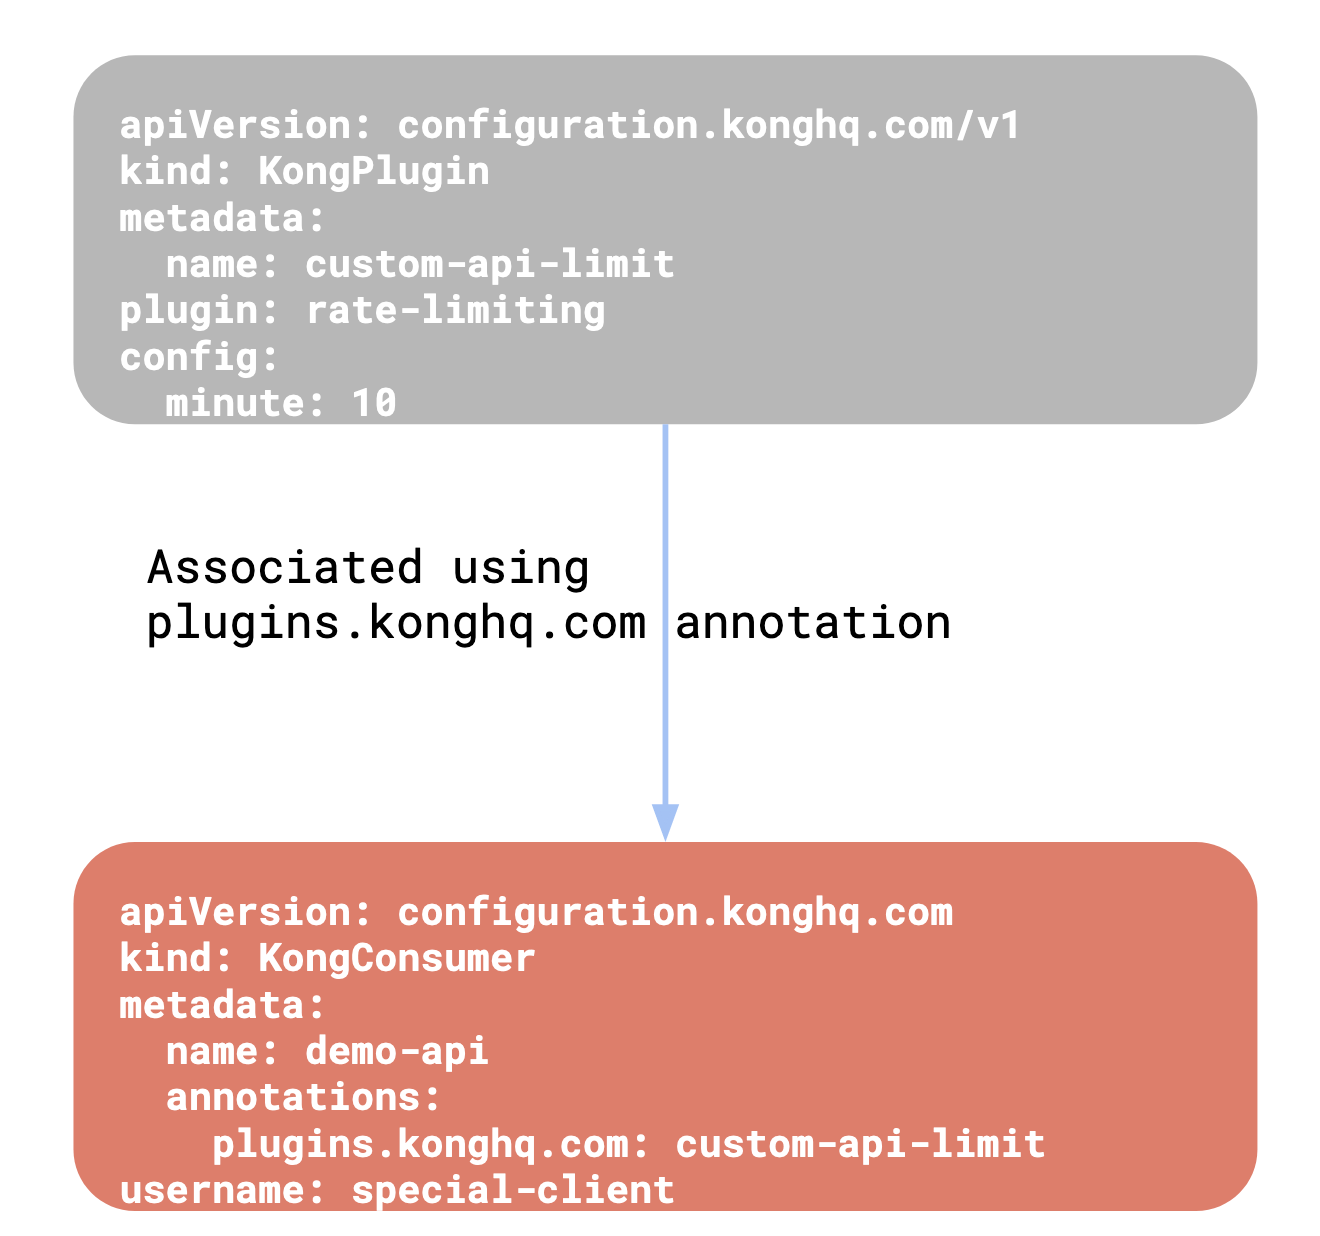 apiVersion: configuration.konghq.com/v1
kind: KongPlugin
metadata:
  name: custom-api-limit
plugin: rate-limiting
config:
  minute: 10
Associated using
plugins.konghq.com annotation
apiVersion: configuration.konghq.com
kind: KongConsumer
metadata:
  name: demo-api
  annotations:
    plugins.konghq.com: custom-api-limit
username: special-client